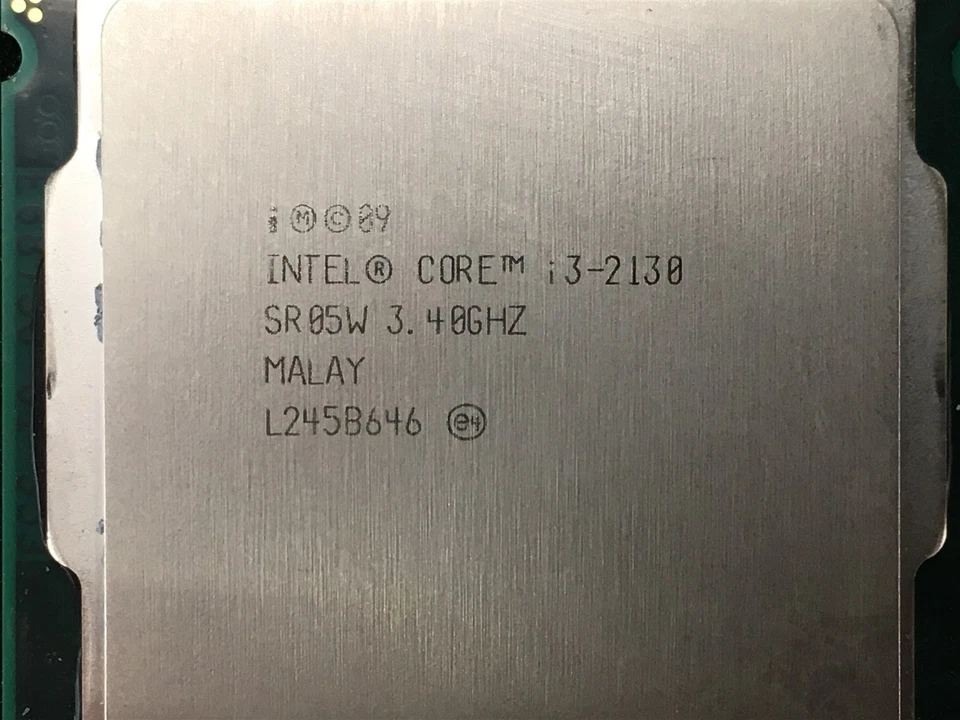 i Ⓜ©09
INTEL® CORE™ i3-2130
SR05W 3.40GHZ
MALAY
L245B646 (e4)